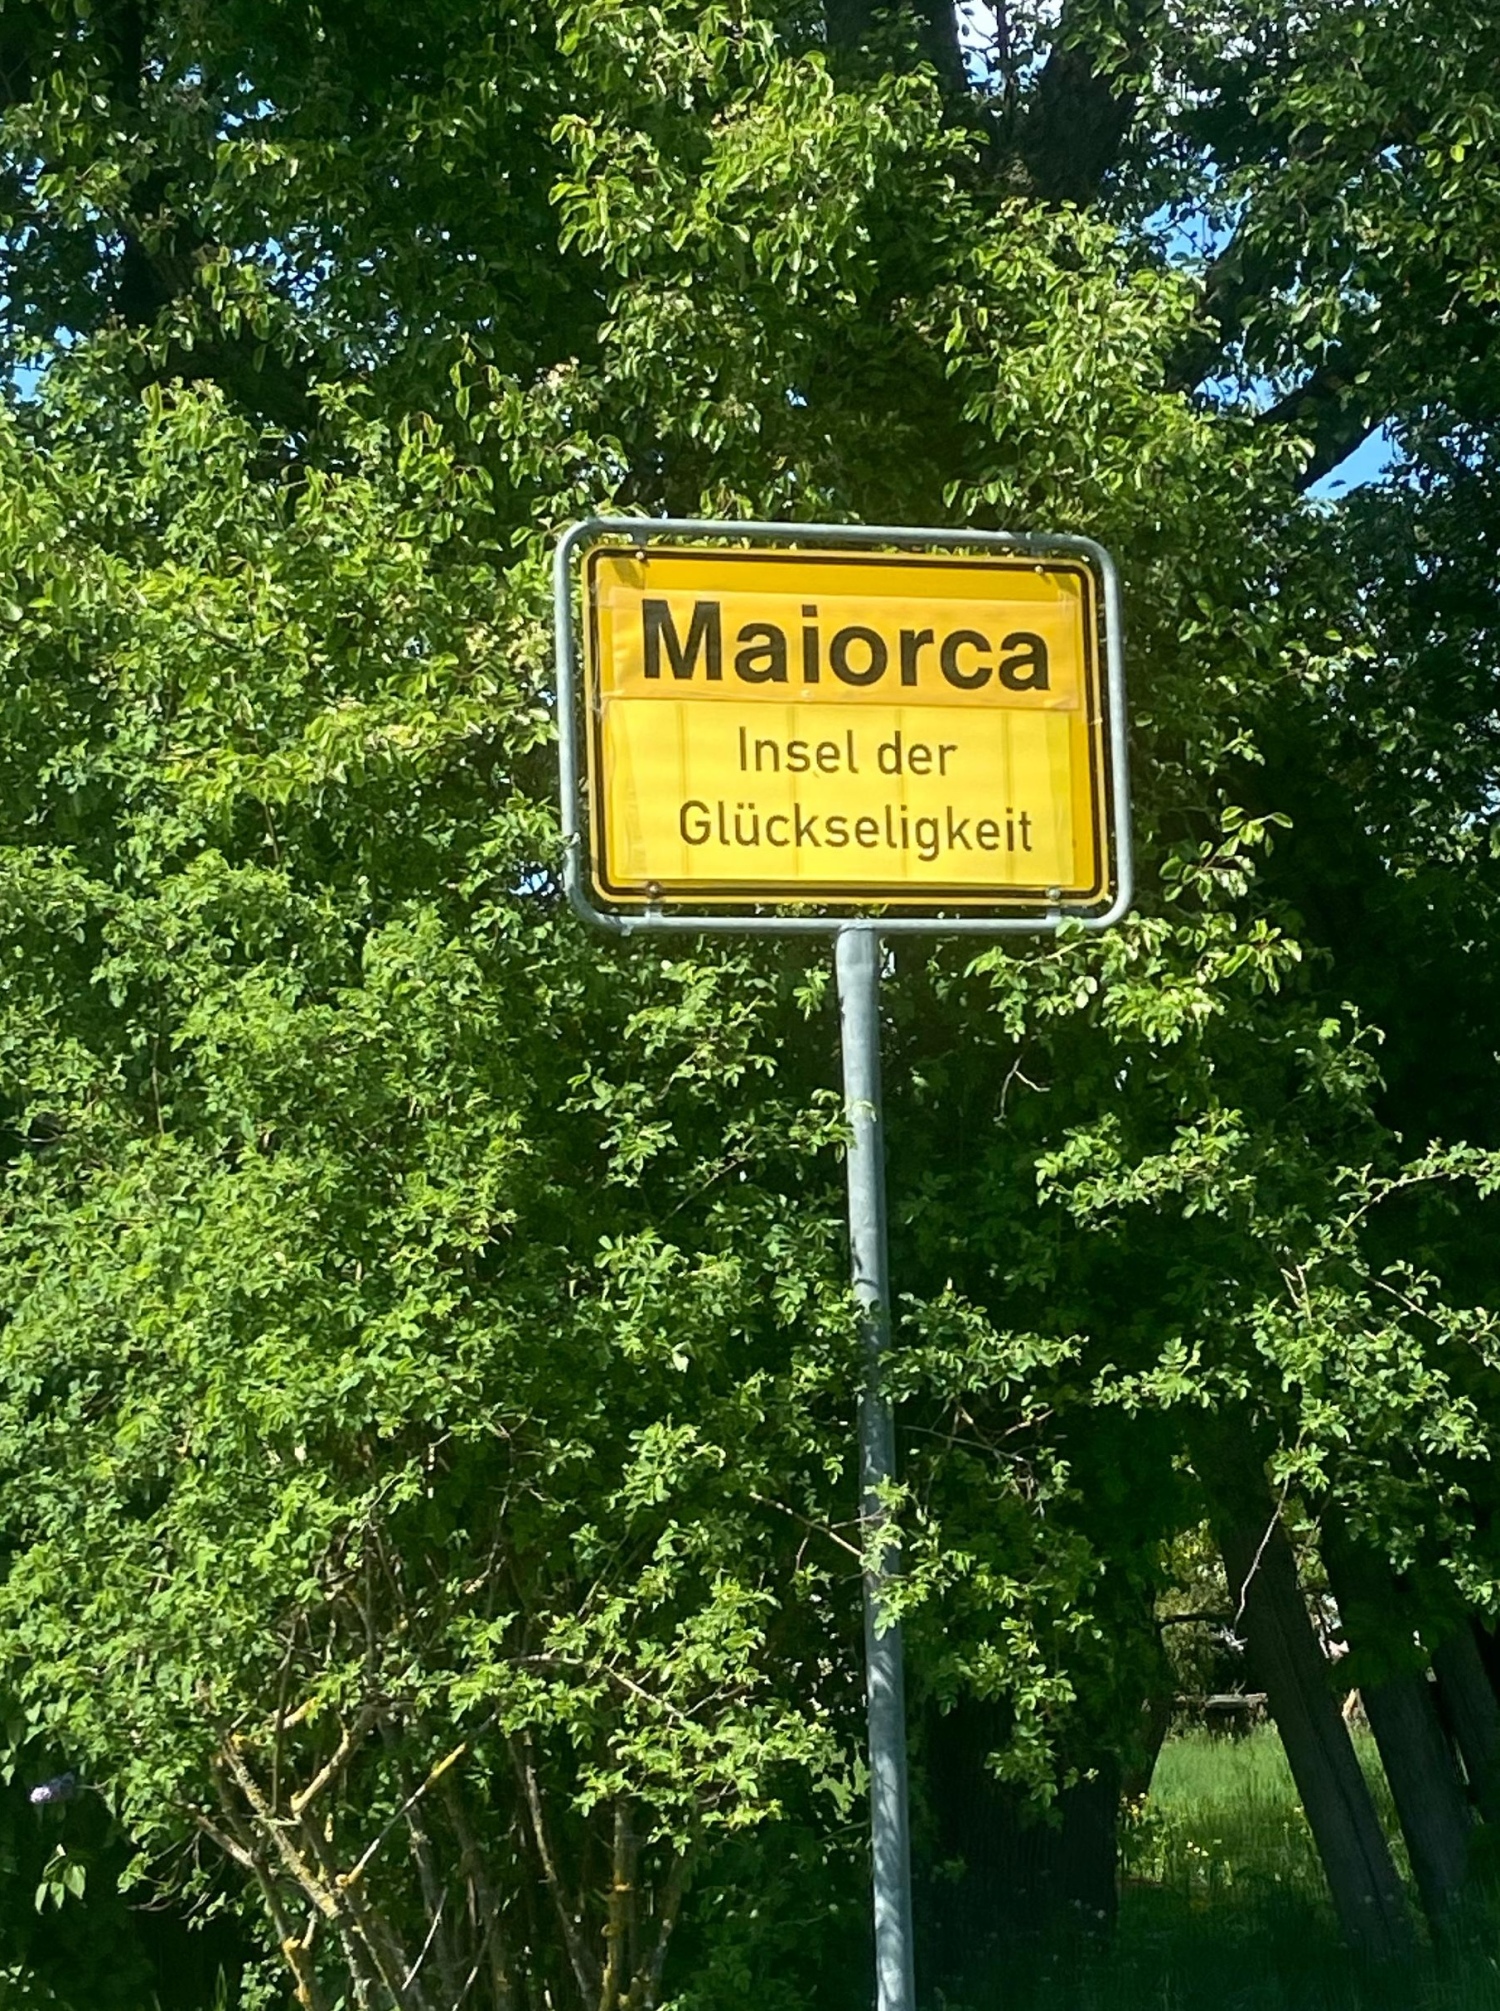 Maiorca
Insel der
Glückseligkeit